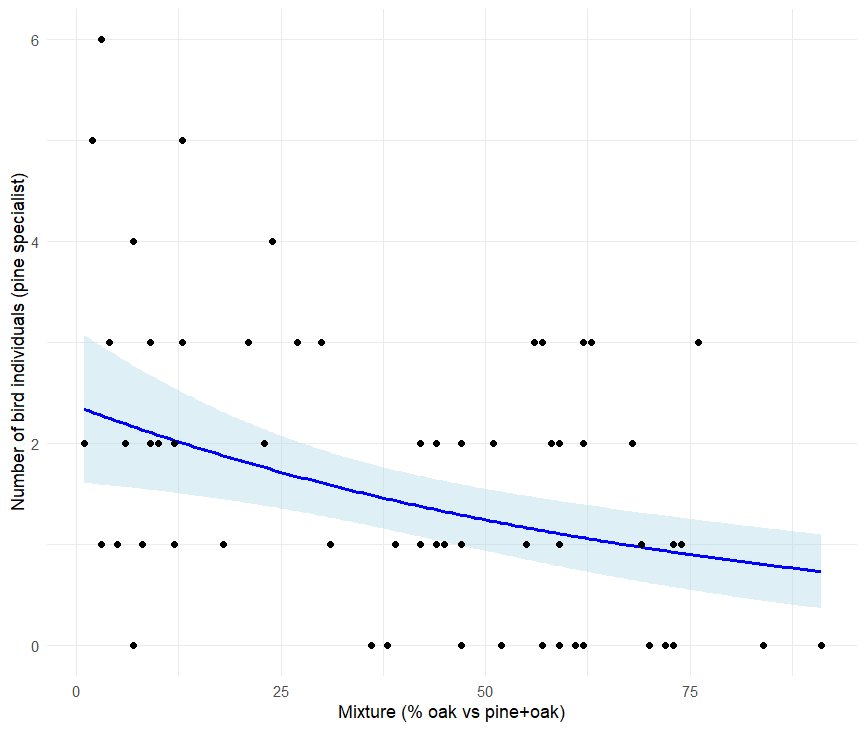 6
4
2
0
Number of bird individuals (pine specialist)
0 25 50 75
Mixture (% oak vs pine+oak)